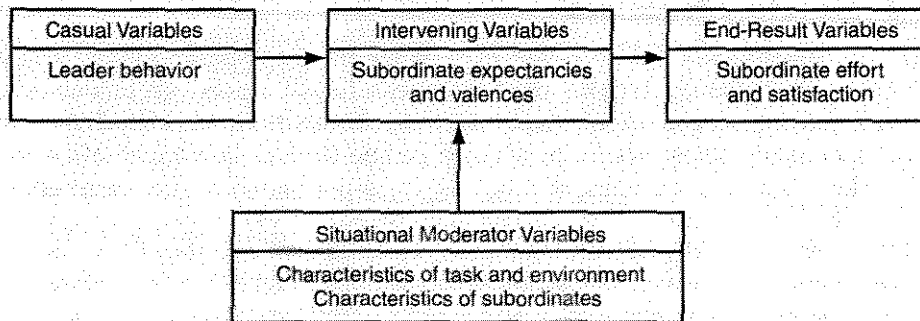 Casual Variables
Leader behavior
Intervening Variables
Subordinate expectancies
and valences
End-Result Variables
Subordinate effort
and satisfaction
Situational Moderator Variables
Characteristics of task and environment
Characteristics of subordinates